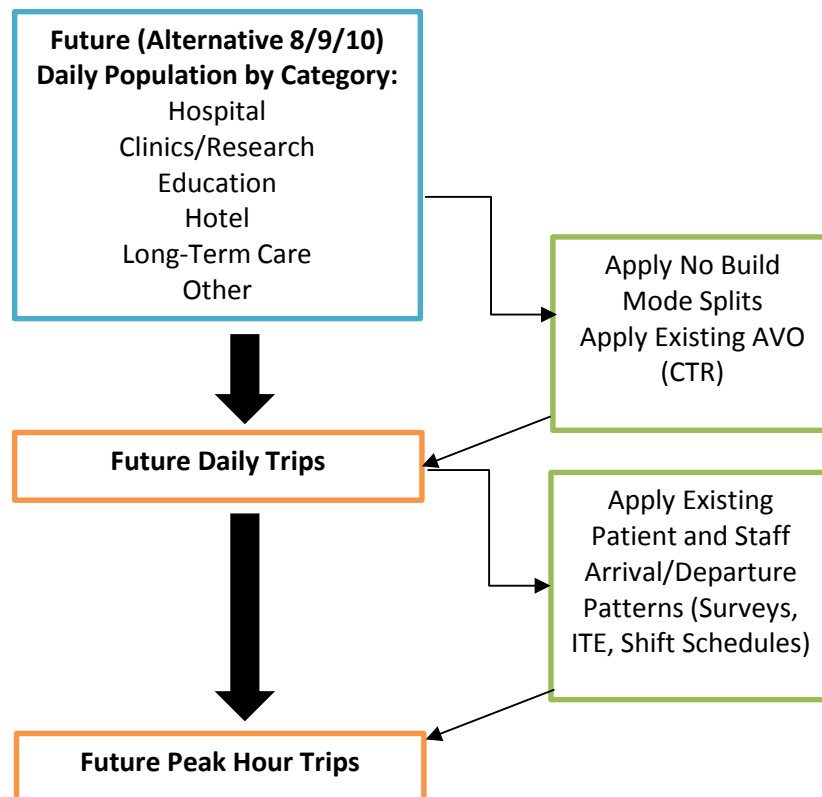 Future (Alternative 8/9/10)
Daily Population by Category:
Hospital
Clinics/Research
Education
Hotel
Long-Term Care
Other
Apply No Build
Mode Splits
Apply Existing AVO
(CTR)
Future Daily Trips
Apply Existing
Patient and Staff
Arrival/Departure
Patterns (Surveys,
ITE, Shift Schedules)
Future Peak Hour Trips